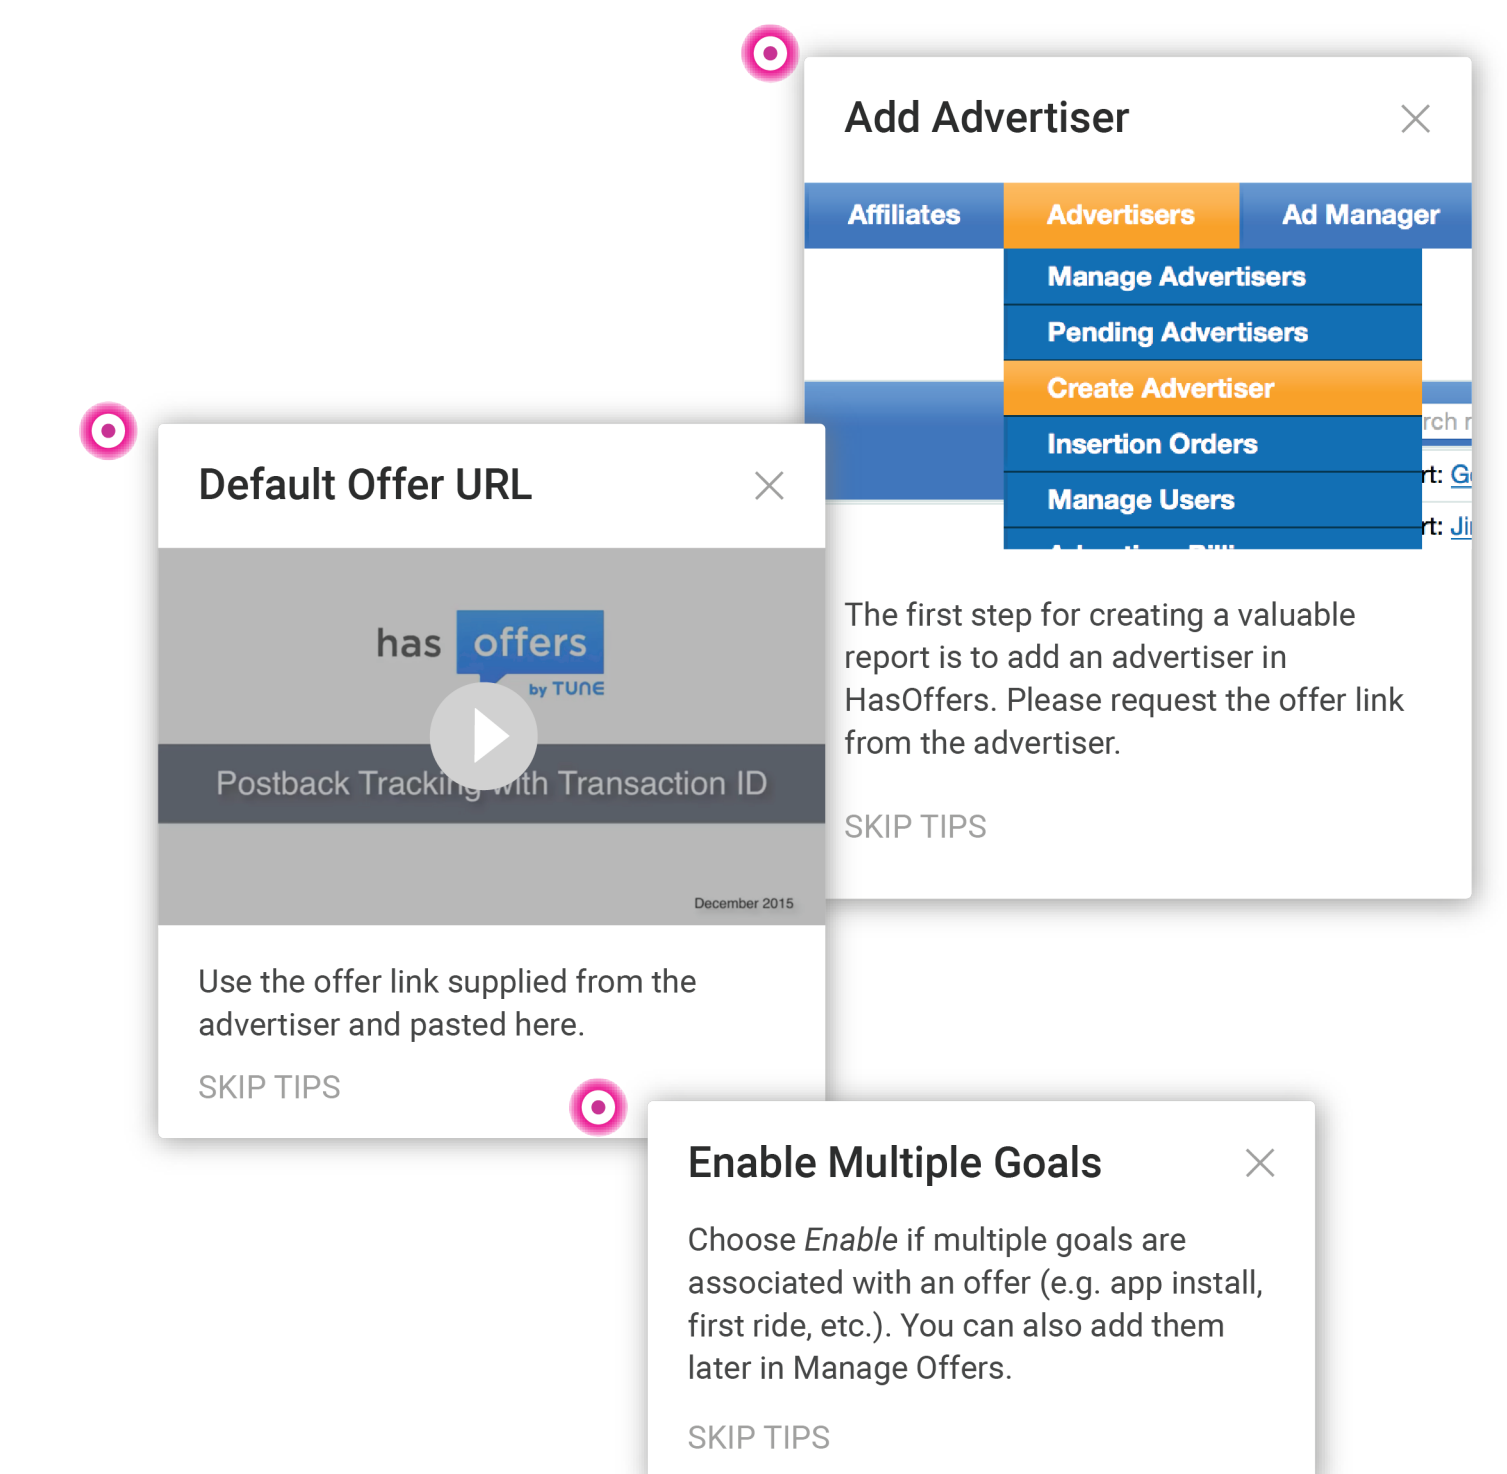 Add Advertiser
Affiliates Advertisers Ad Manager
Manage Advertisers
Pending Advertisers
Create Advertiser
Insertion Orders
Manage Users
The first step for creating a valuable
report is to add an advertiser in
HasOffers. Please request the offer link
from the advertiser.
SKIP TIPS
Default Offer URL
has offers
by TUNE
Postback Tracking with Transaction ID
December 2015
Use the offer link supplied from the
advertiser and pasted here.
SKIP TIPS
Enable Multiple Goals
Choose Enable if multiple goals are
associated with an offer (e.g. app install,
first ride, etc.). You can also add them
later in Manage Offers.
SKIP TIPS